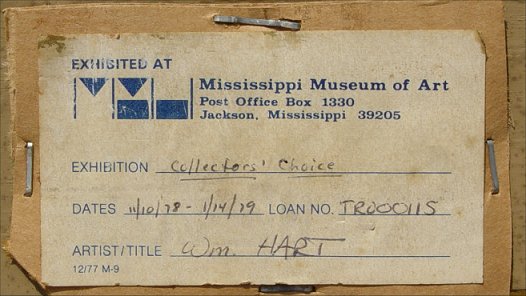 EXHIBITED AT
Mississippi Museum of Art
Post Office Box 1330
Jackson, Mississippi 39205
EXHIBITION Collectors' Choice
DATES 11/10/78 - 1/14/79 LOAN NO. TR000115
ARTIST/TITLE Wm. HART
12/77 M-9